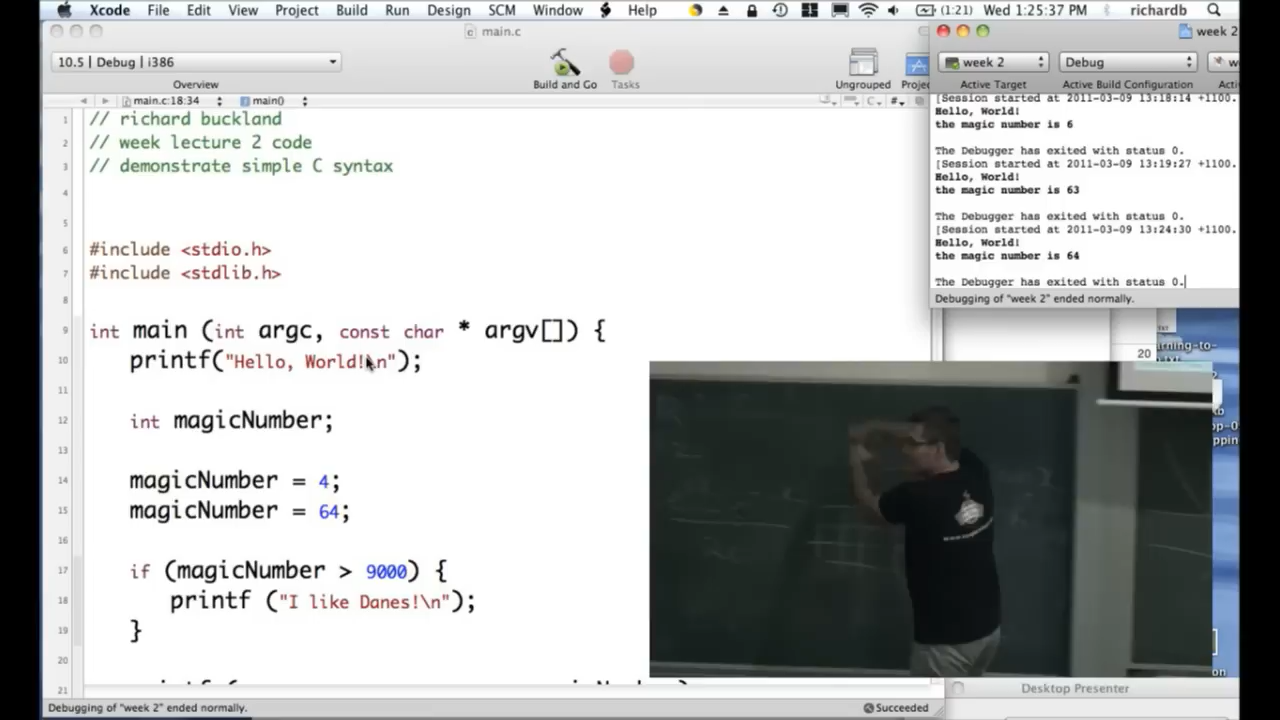 Xcode File Edit View Project Build Run Design SCM Window Help (1:21) Wed 1:25:37 PM richardb
main.c
week 2
10.5 | Debug | i386
Overview
Build and Go
Tasks
Ungrouped
Projec
week 2
Debug
Active Target
Active Build Configuration
main.c:18:34
main()
1 // richard buckland
2 // week lecture 2 code
3 // demonstrate simple C syntax
4
5
6 #include <stdio.h>
7 #include <stdlib.h>
8
9 int main (int argc, const char * argv[]) {
10 printf("Hello, World!\n");
11
12 int magicNumber;
13
14 magicNumber = 4;
15 magicNumber = 64;
16
17 if (magicNumber > 9000) {
18 printf ("I like Danes!\n");
19 }
20
21
Debugging of "week 2" ended normally.
Succeeded
[Session started at 2011-03-09 13:18:14 +1100.
Hello, World!
the magic number is 6
The Debugger has exited with status 0.
[Session started at 2011-03-09 13:19:27 +1100.
Hello, World!
the magic number is 63
The Debugger has exited with status 0.
[Session started at 2011-03-09 13:24:30 +1100.
Hello, World!
the magic number is 64
The Debugger has exited with status 0.
Debugging of "week 2" ended normally.
20
Desktop Presenter